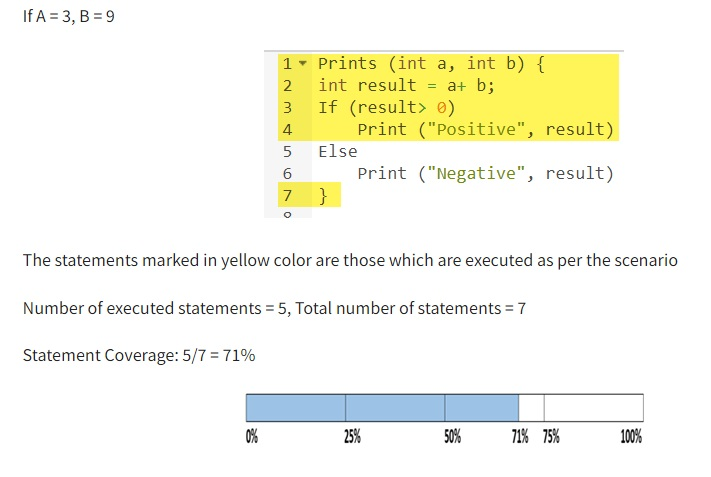 If A = 3, B = 9
1 Prints (int a, int b) {
2 int result = a+ b;
3 If (result> 0)
4 Print ("Positive", result)
5 Else
6 Print ("Negative", result)
7 }
The statements marked in yellow color are those which are executed as per the scenario
Number of executed statements = 5, Total number of statements = 7
Statement Coverage: 5/7 = 71%
0% 25% 50% 71% 75% 100%